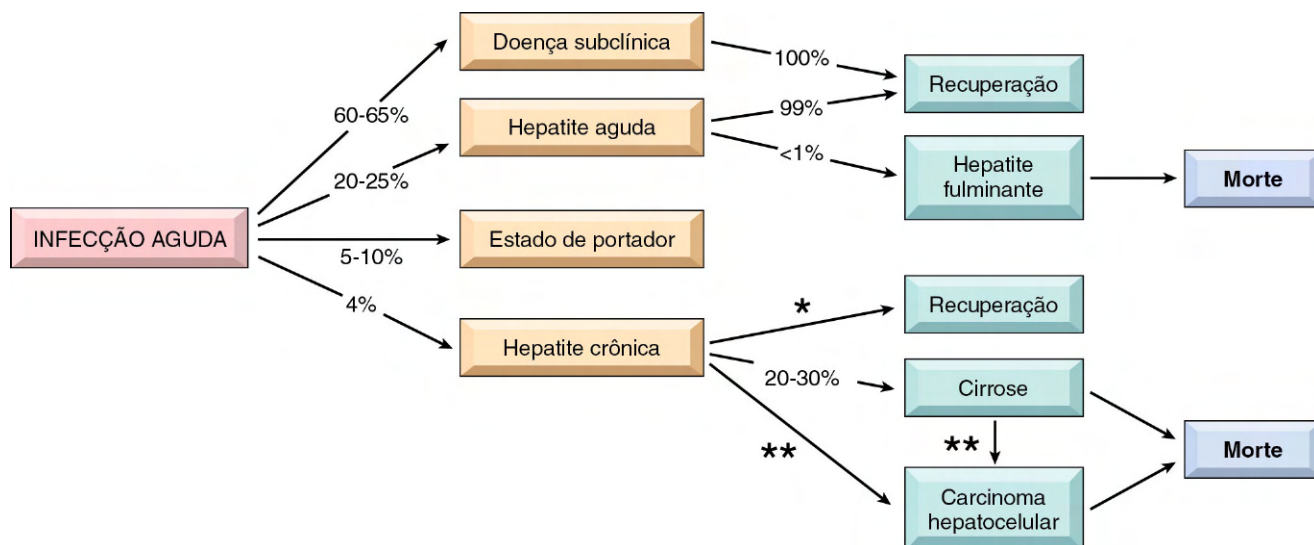 Doença subclínica
100%
Recuperação
60-65%
Hepatite aguda
99%
<1%
20-25%
Hepatite
fulminante
Morte
INFECÇÃO AGUDA
Estado de portador
5-10%
4%
*
Recuperação
Hepatite crônica
20-30%
Cirrose
**
**
Morte
Carcinoma
hepatocelular